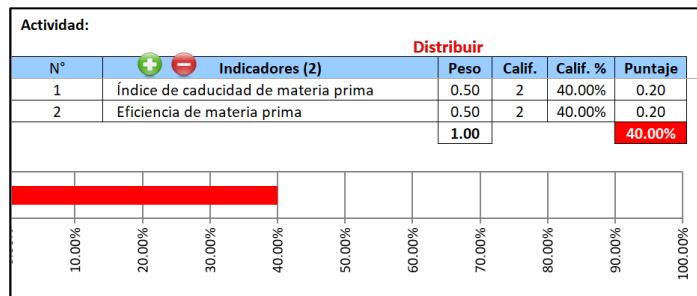 Actividad:
Distribuir
N° Indicadores (2) Peso Calif. Calif. % Puntaje
1 Índice de caducidad de materia prima 0.50 2 40.00% 0.20
2 Eficiencia de materia prima 0.50 2 40.00% 0.20
1.00 40.00%
10.00% 20.00% 30.00% 40.00% 50.00% 60.00% 70.00% 80.00% 90.00% 100.00%